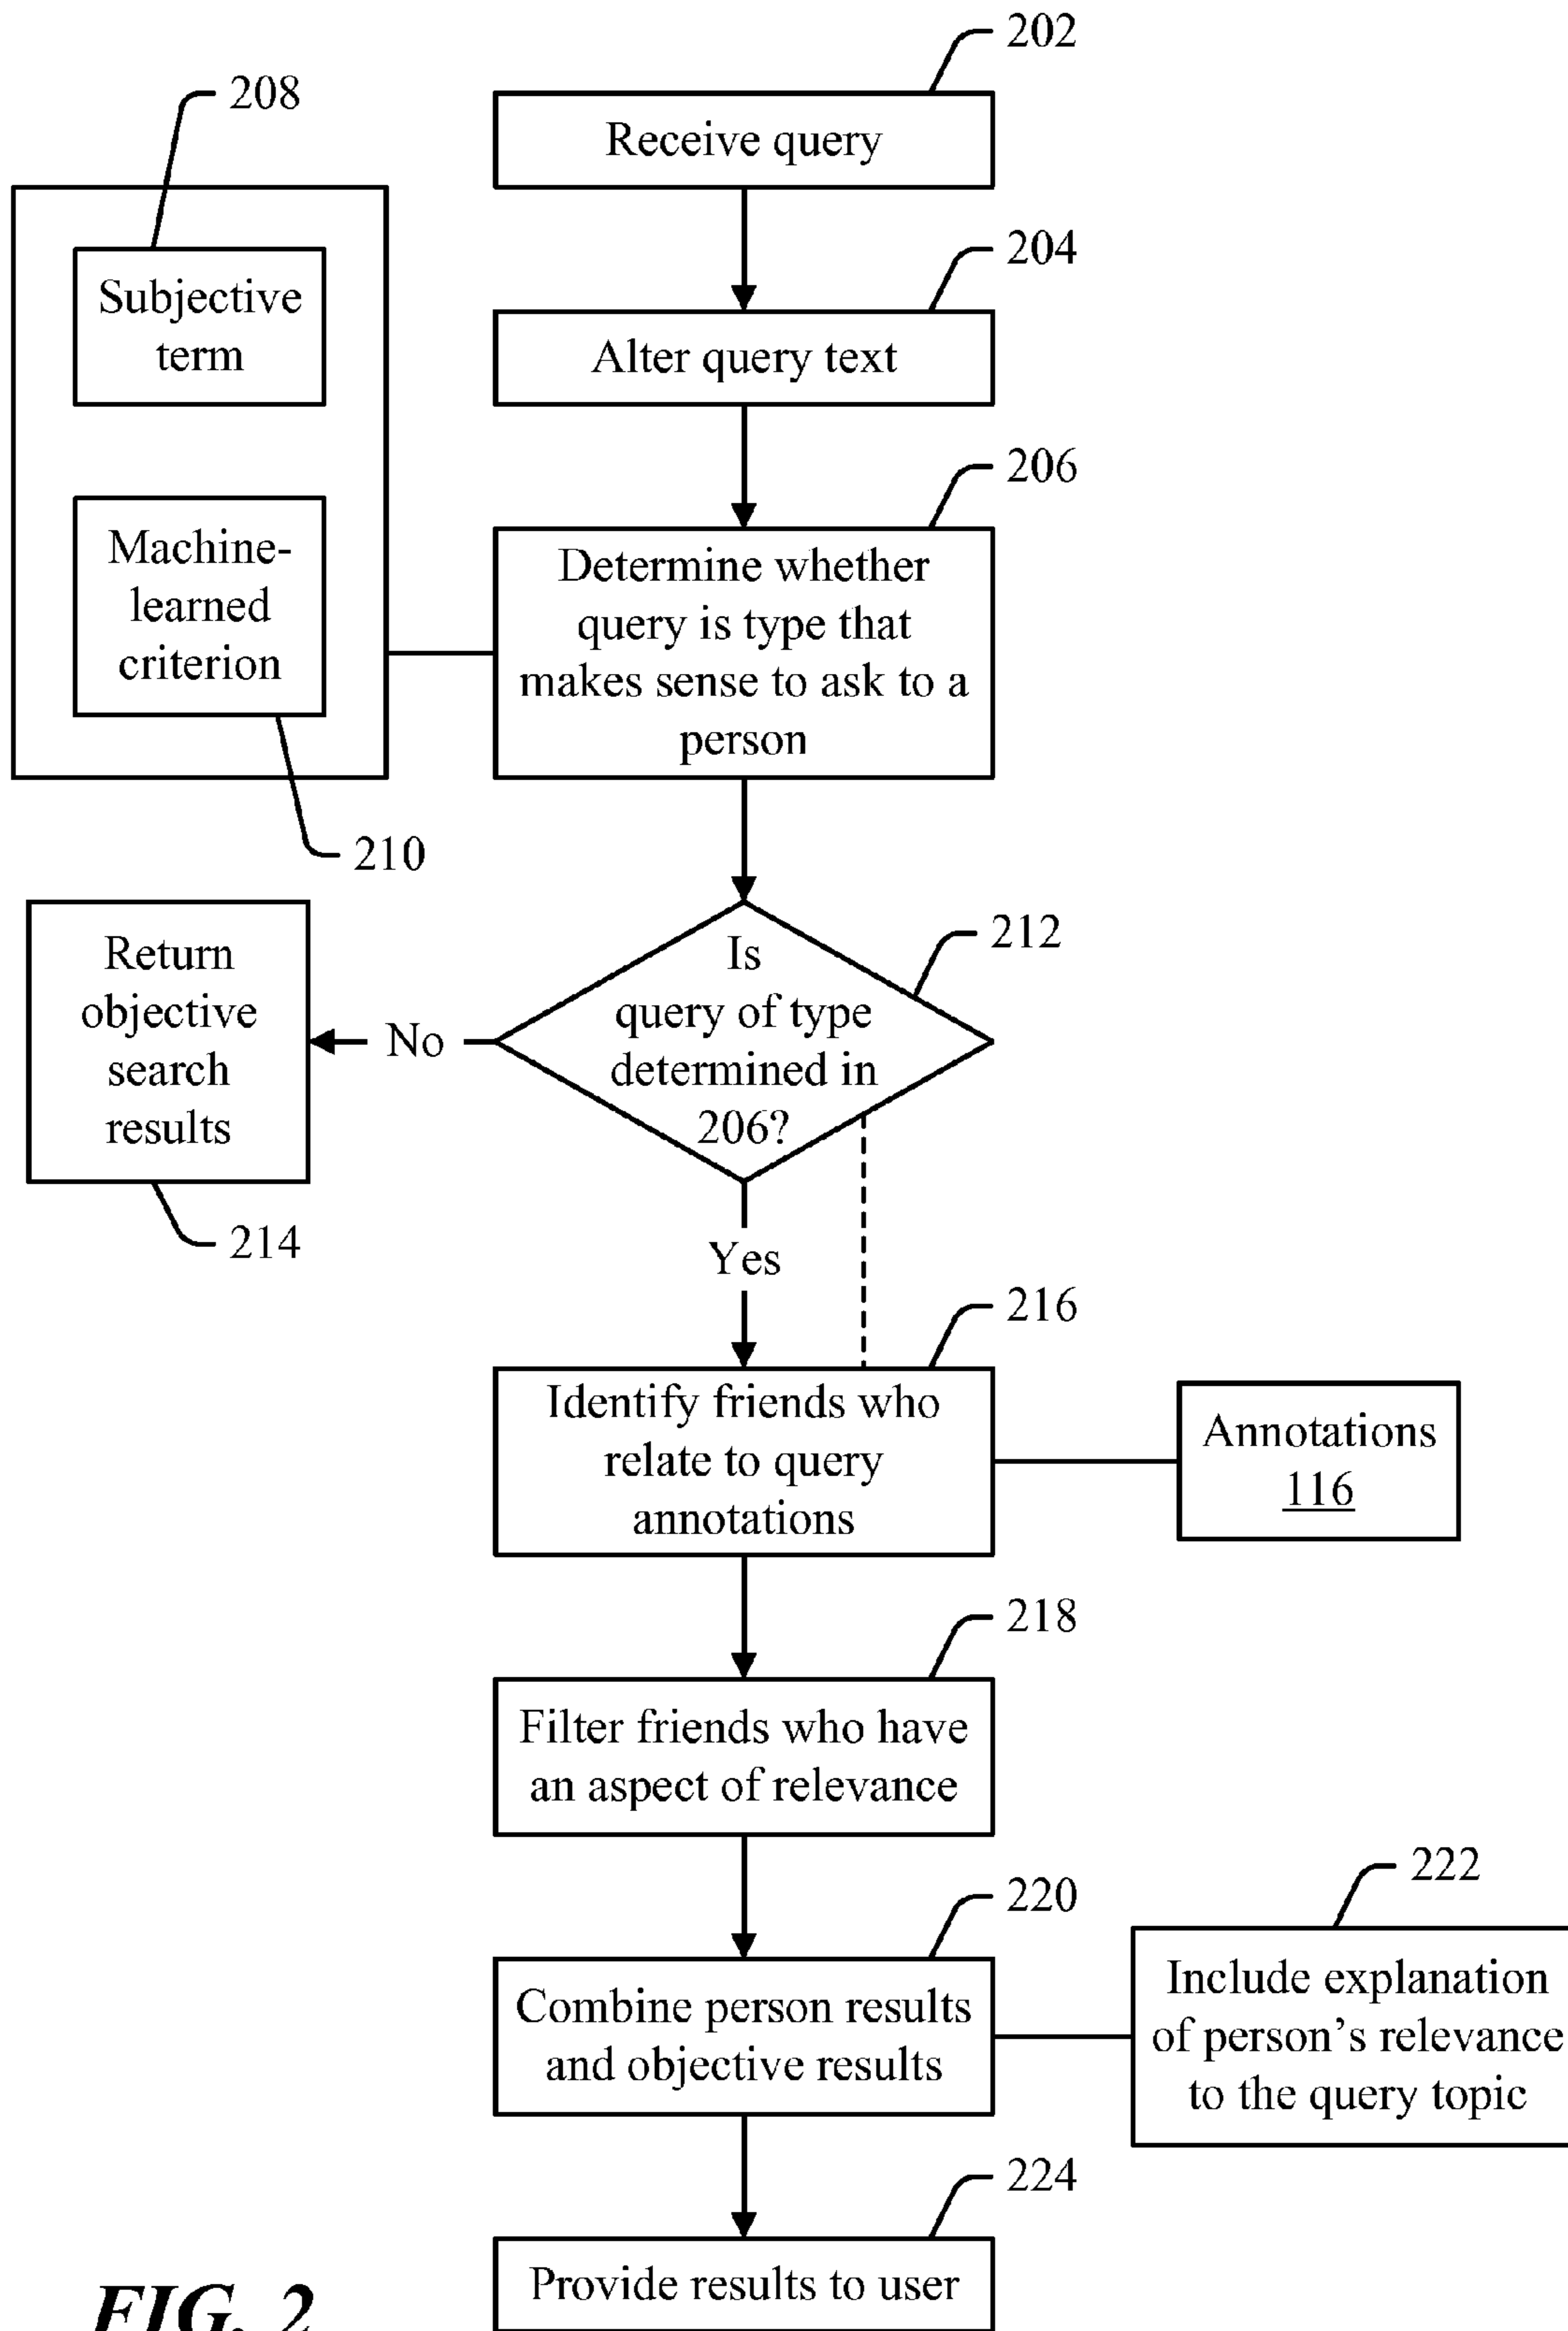 202
Receive query
208
Subjective
term
204
Alter query text
206
Machine-
learned
criterion
Determine whether
query is type that
makes sense to ask to a
person
210
212
Is
query of type
determined in
206?
No
Return
objective
search
results
214
Yes
216
Identify friends who
relate to query
annotations
Annotations
116
218
Filter friends who have
an aspect of relevance
220
Combine person results
and objective results
222
Include explanation
of person's relevance
to the query topic
224
Provide results to user
FIG. 2